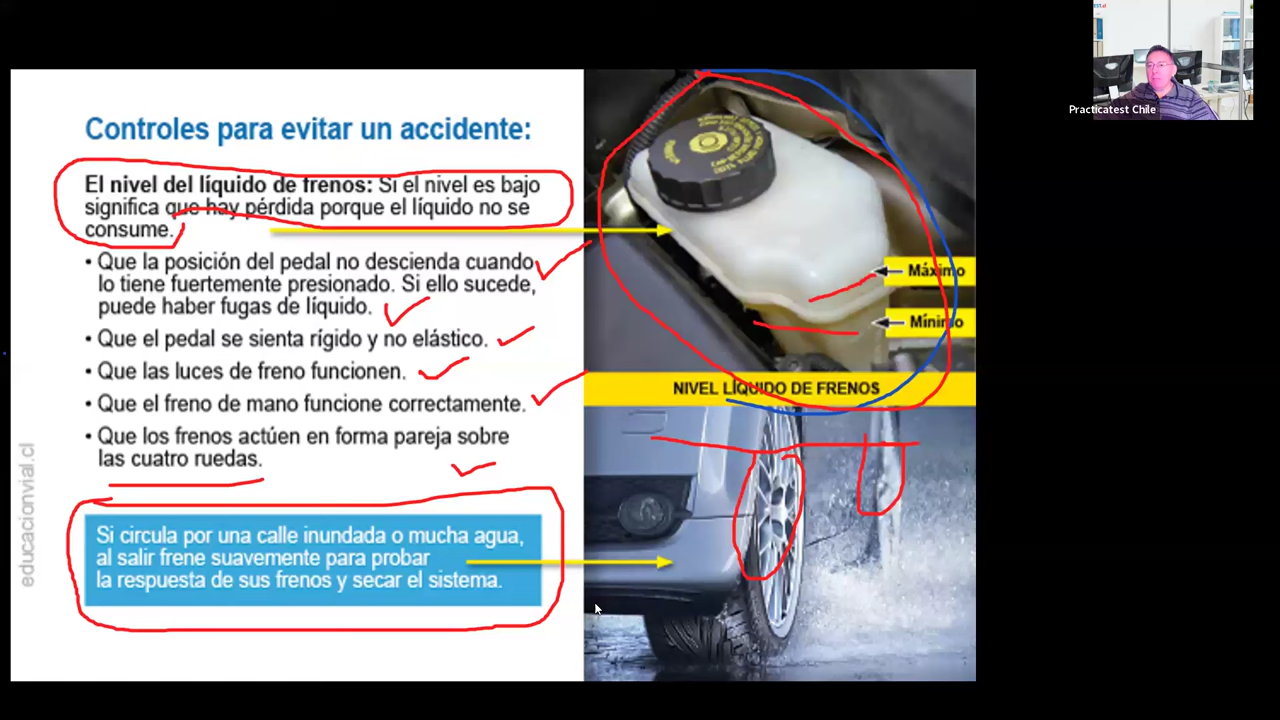 Practicatest Chile
Controles para evitar un accidente:
El nivel del líquido de frenos: Si el nivel es bajo
significa que hay pérdida porque el líquido no se
consume.
• Que la posición del pedal no descienda cuando
lo tiene fuertemente presionado. Si ello sucede,
puede haber fugas de líquido.
• Que el pedal se sienta rígido y no elástico.
• Que las luces de freno funcionen.
• Que el freno de mano funcione correctamente.
• Que los frenos actúen en forma pareja sobre
las cuatro ruedas.
Si circula por una calle inundada o mucha agua,
al salir frene suavemente para probar
la respuesta de sus frenos y secar el sistema.
Máximo
Mínimo
NIVEL LÍQUIDO DE FRENOS
educacionvial.cl